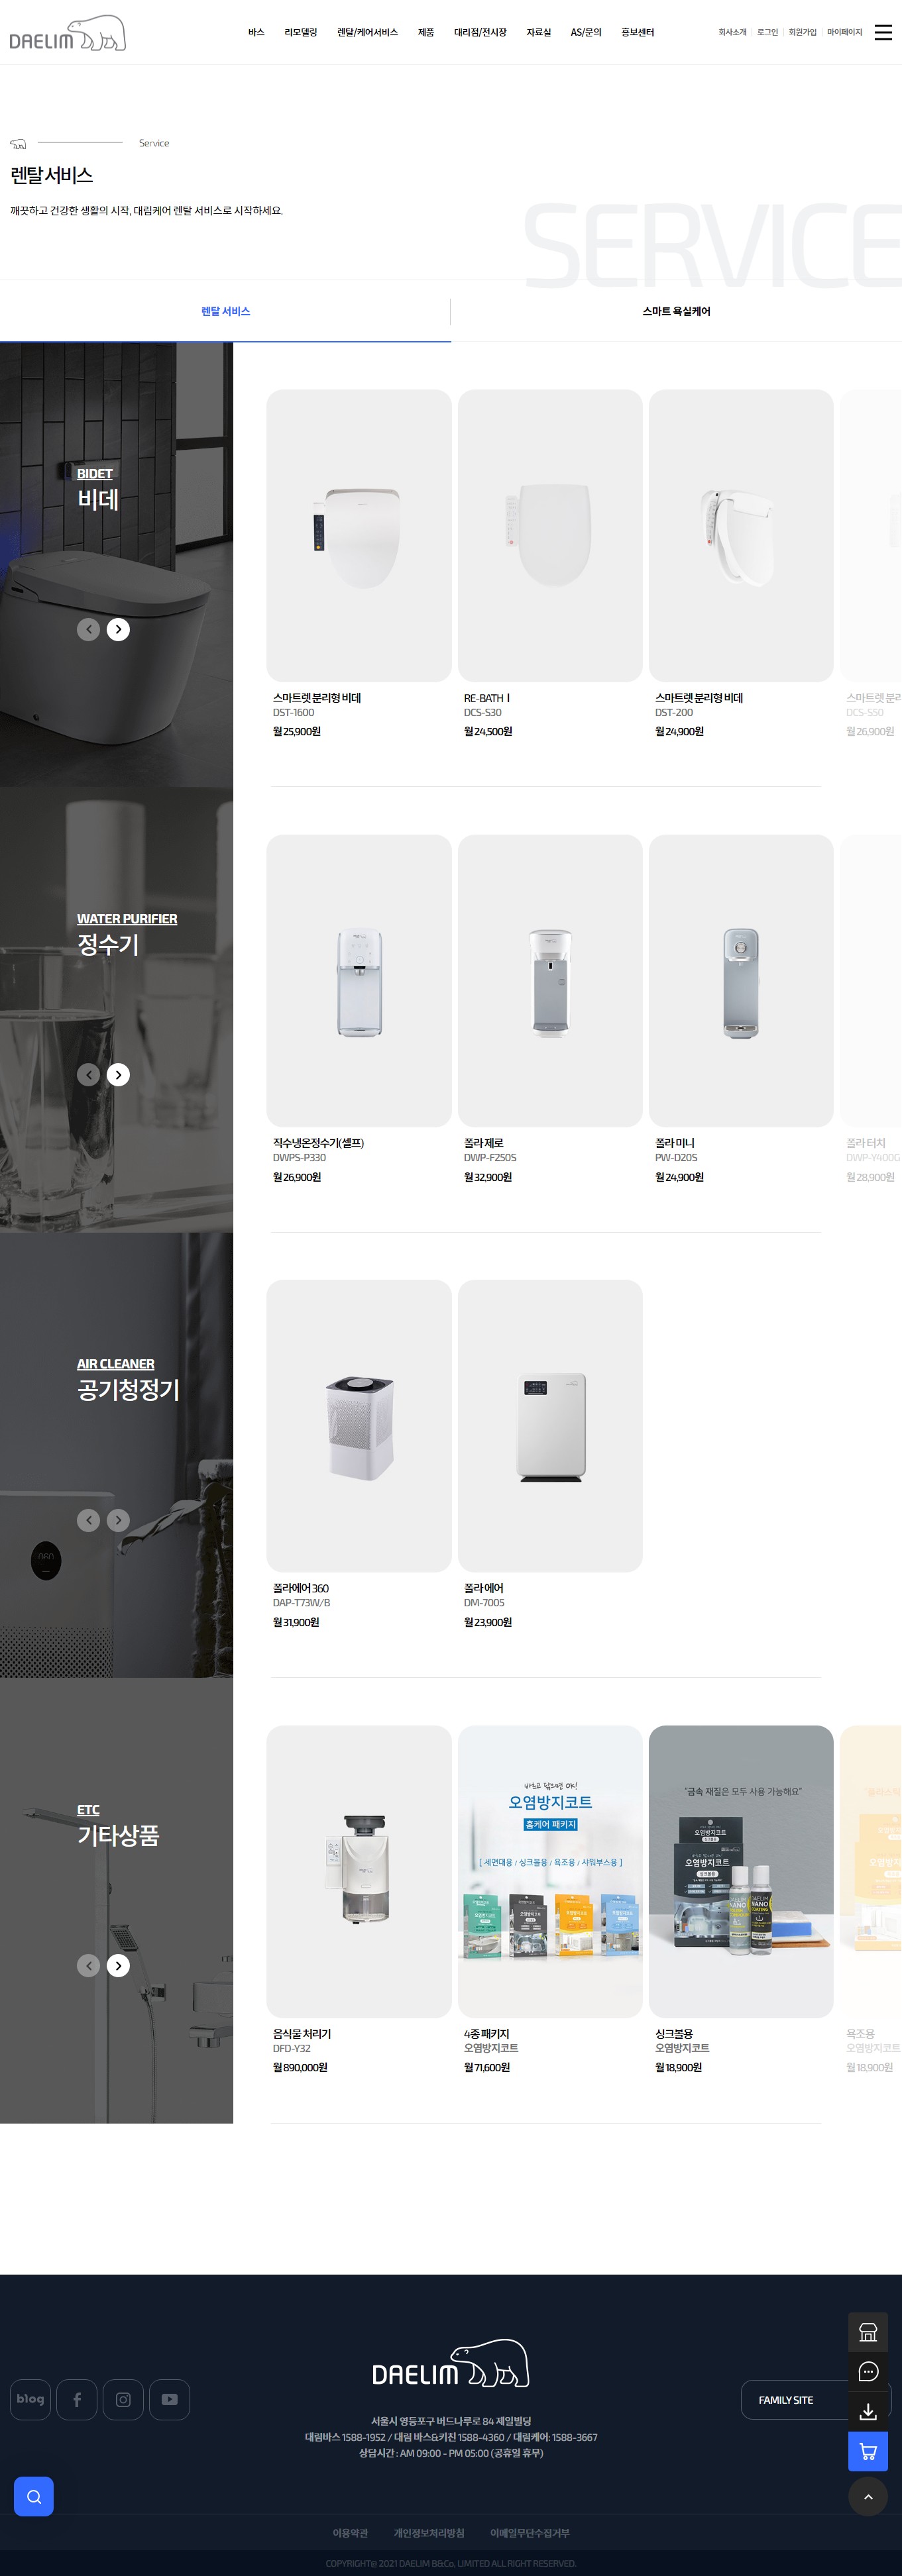 DAELIM
바스 리모델링 렌탈/케어서비스 제품 대리점/전시장 자료실 AS/문의 홍보센터
회사소개 로그인 회원가입 마이페이지
Service
렌탈 서비스
깨끗하고 건강한 생활의 시작, 대림케어 렌탈 서비스로 시작하세요.
SERVICE
렌탈 서비스
스마트 욕실케어
BIDET
비데
스마트렛 분리형 비데
DST-1600
월 25,900원
RE-BATH Ⅰ
DCS-S30
월 24,500원
스마트렛 분리형 비데
DST-200
월 24,900원
스마트렛 분리
DCS-S50
월 26,900원
WATER PURIFIER
정수기
직수냉온정수기(셀프)
DWPS-P330
월 26,900원
폴라 제로
DWP-F250S
월 32,900원
폴라 미니
PW-D20S
월 24,900원
폴라 터치
DWP-Y400G
월 28,900원
AIR CLEANER
공기청정기
폴라에어 360
DAP-T73W/B
월 31,900원
폴라 에어
DM-700S
월 23,900원
ETC
기타상품
바르고 닦으면 OK!
오염방지코트
홈케어 패키지
[ 세면대용 / 싱크볼용 / 욕조용 / 샤워부스용 ]
"금속 재질은 모두 사용 가능해요"
오염방지코트
오염방지코트
DAELIM
NANO
COATING
음식물 처리기
DFD-Y32
월 890,000원
4종 패키지
오염방지코트
월 71,600원
싱크볼용
오염방지코트
월 18,900원
욕조용
오염방지코트
월 18,900원
blog
DAELIM
서울시 영등포구 버드나루로 84 제일빌딩
대림바스 1588-1952 / 대림 바스&키친 1588-4360 / 대림케어: 1588-3667
상담시간 : AM 09:00 - PM 05:00 (공휴일 휴무)
FAMILY SITE
이용약관 개인정보처리방침 이메일무단수집거부
COPYRIGHT@ 2021 DAELIM B&Co, LIMITED ALL RIGHT RESERVED.